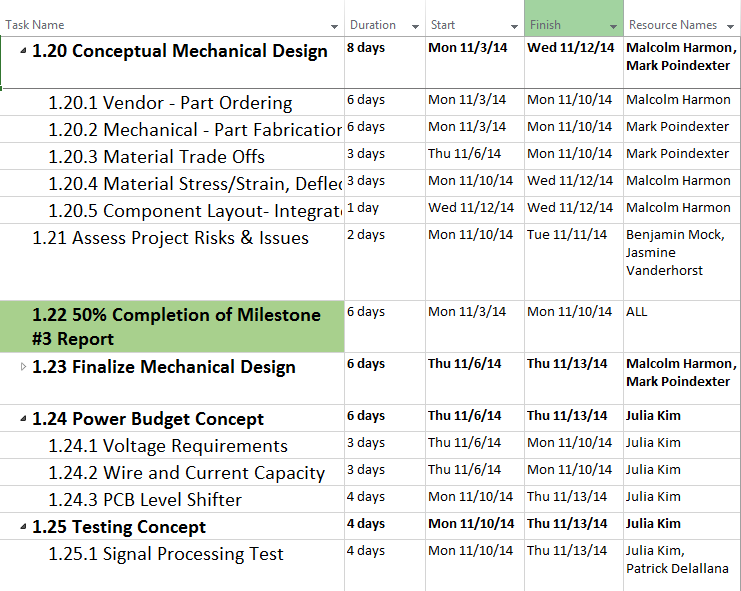 Task Name Duration Start Finish Resource Names
1.20 Conceptual Mechanical Design 8 days Mon 11/3/14 Wed 11/12/14 Malcolm Harmon,
Mark Poindexter
1.20.1 Vendor - Part Ordering 6 days Mon 11/3/14 Mon 11/10/14 Malcolm Harmon
1.20.2 Mechanical - Part Fabrication 6 days Mon 11/3/14 Mon 11/10/14 Mark Poindexter
1.20.3 Material Trade Offs 3 days Thu 11/6/14 Mon 11/10/14 Mark Poindexter
1.20.4 Material Stress/Strain, Deflec 3 days Mon 11/10/14 Wed 11/12/14 Malcolm Harmon
1.20.5 Component Layout- Integrat 1 day Wed 11/12/14 Wed 11/12/14 Malcolm Harmon
1.21 Assess Project Risks & Issues 2 days Mon 11/10/14 Tue 11/11/14 Benjamin Mock,
Jasmine
Vanderhorst
1.22 50% Completion of Milestone 6 days Mon 11/3/14 Mon 11/10/14 ALL
#3 Report
1.23 Finalize Mechanical Design 6 days Thu 11/6/14 Thu 11/13/14 Malcolm Harmon,
Mark Poindexter
1.24 Power Budget Concept 6 days Thu 11/6/14 Thu 11/13/14 Julia Kim
1.24.1 Voltage Requirements 3 days Thu 11/6/14 Mon 11/10/14 Julia Kim
1.24.2 Wire and Current Capacity 3 days Thu 11/6/14 Mon 11/10/14 Julia Kim
1.24.3 PCB Level Shifter 4 days Mon 11/10/14 Thu 11/13/14 Julia Kim
1.25 Testing Concept 4 days Mon 11/10/14 Thu 11/13/14 Julia Kim
1.25.1 Signal Processing Test 4 days Mon 11/10/14 Thu 11/13/14 Julia Kim,
Patrick Delallana